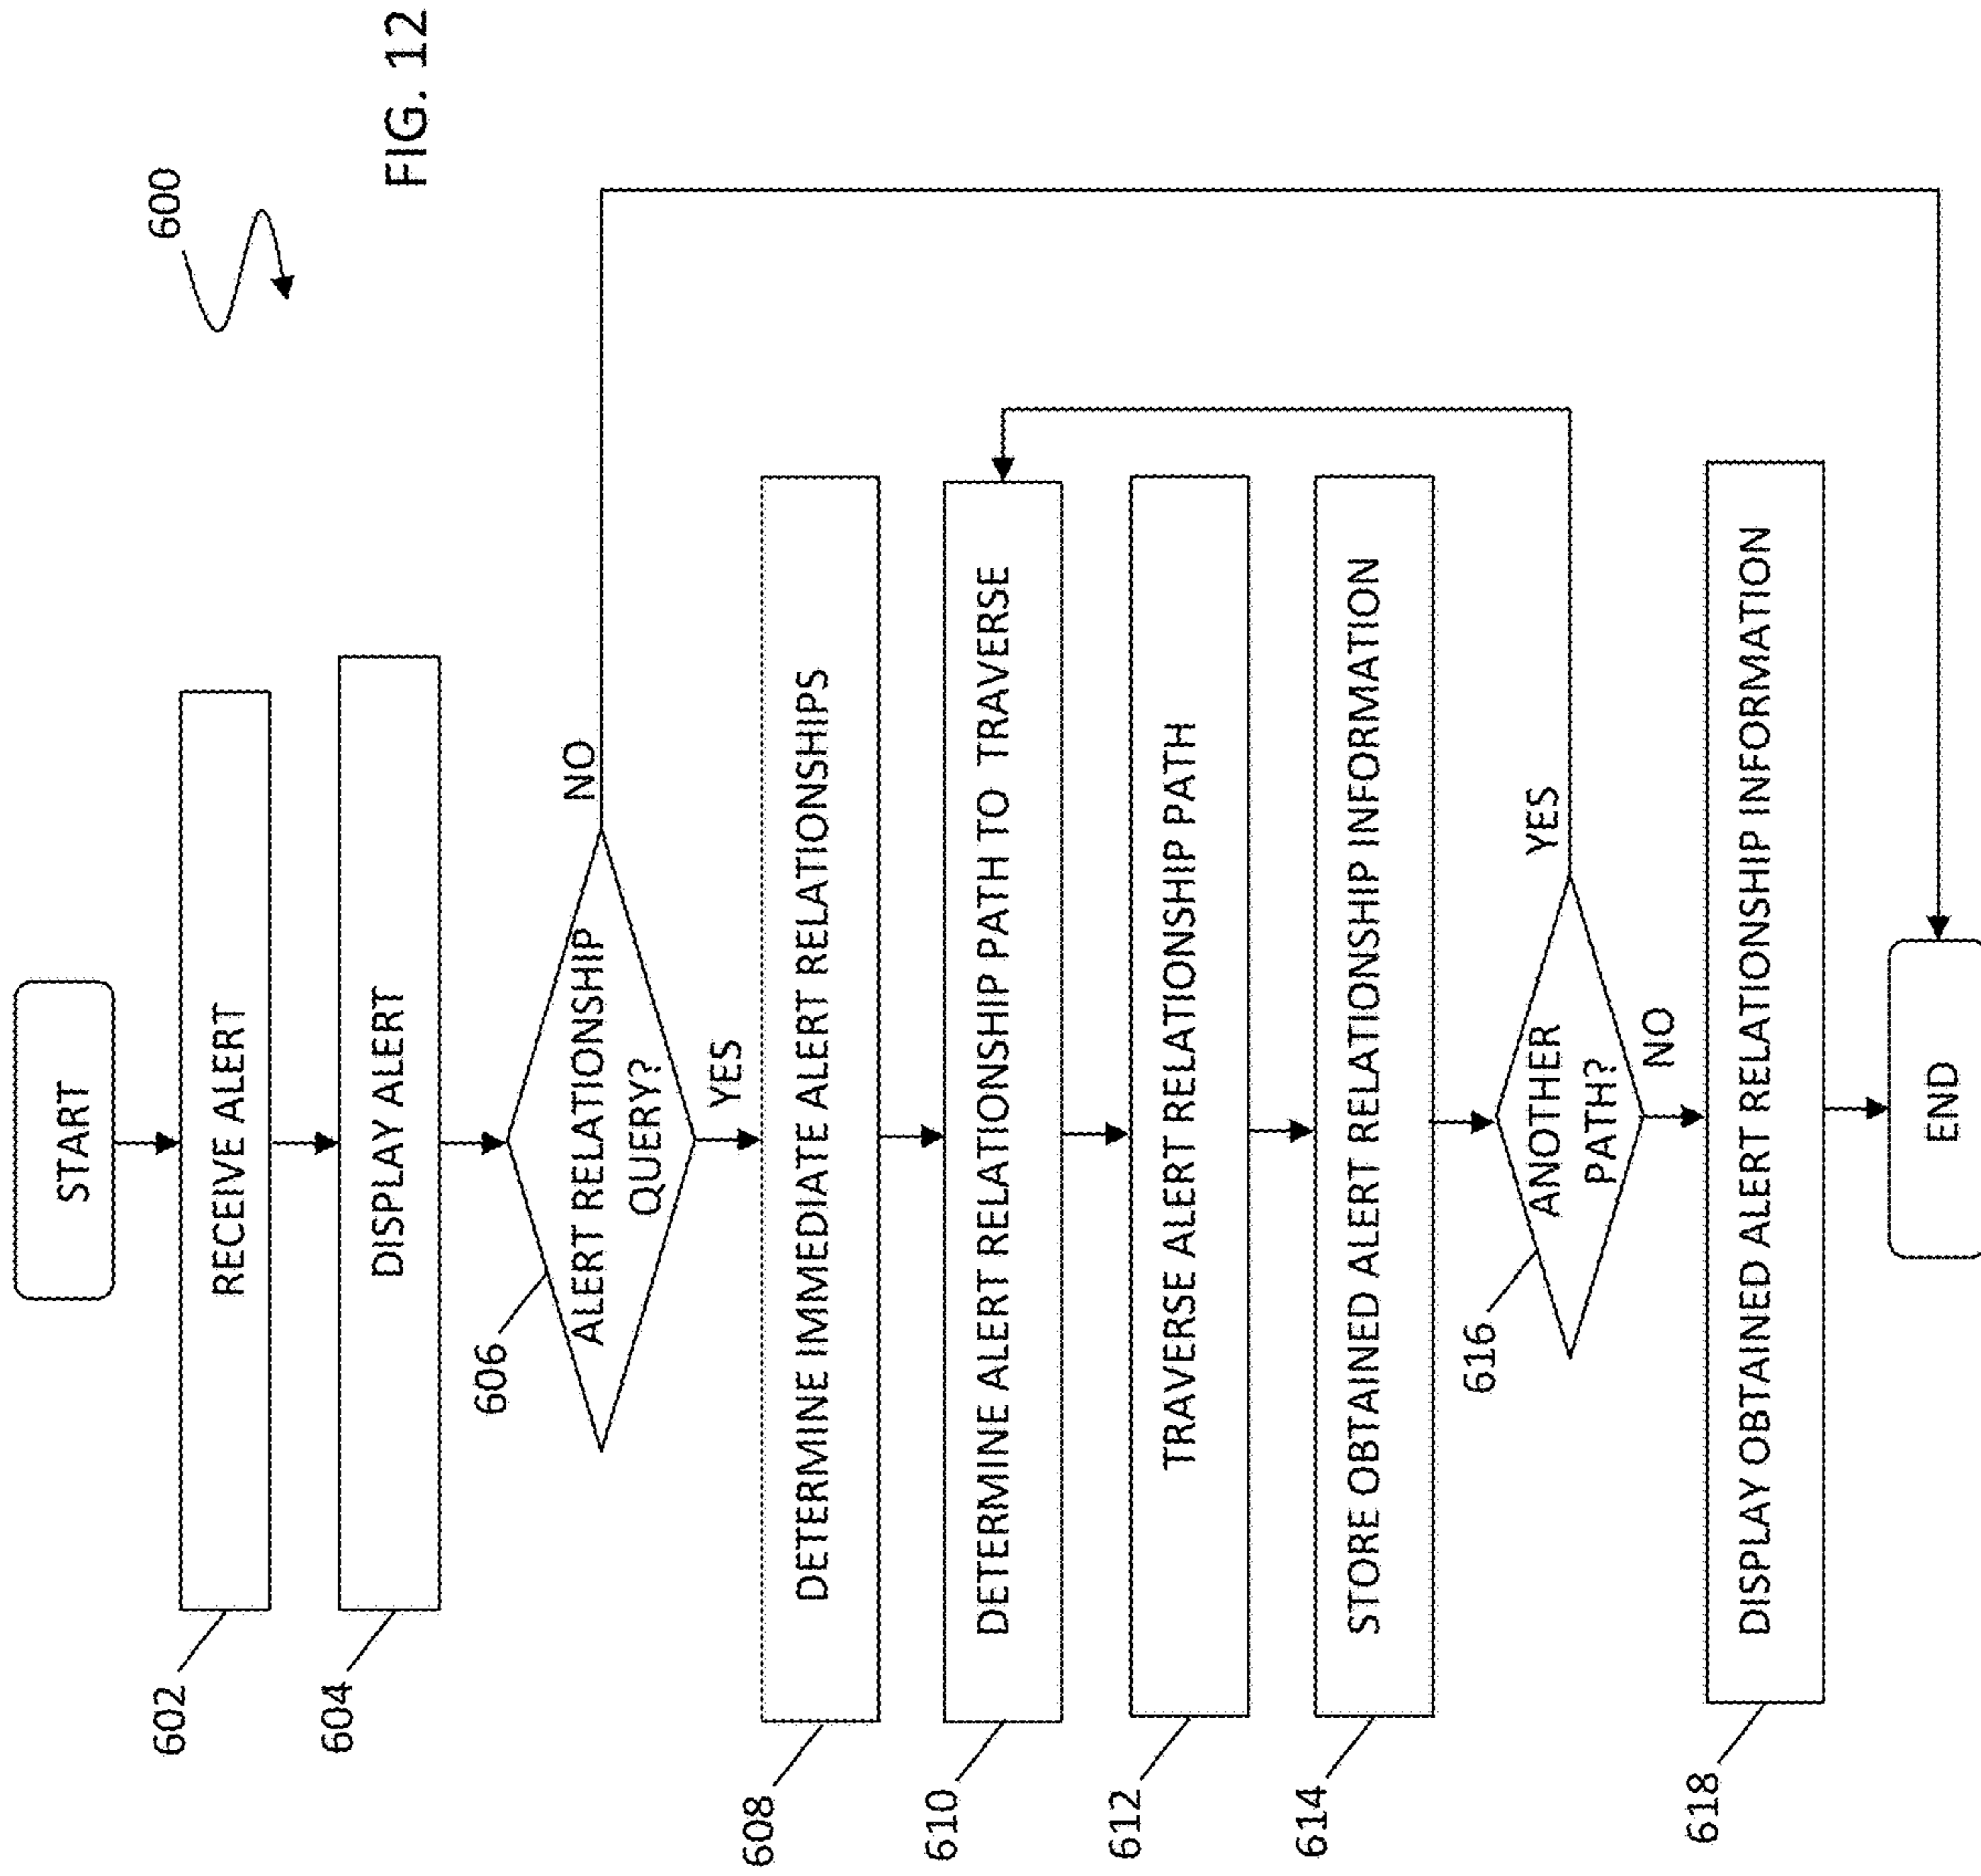 600
FIG. 12
START
602
RECEIVE ALERT
604
DISPLAY ALERT
606
ALERT RELATIONSHIP
QUERY?
NO
YES
608
DETERMINE IMMEDIATE ALERT RELATIONSHIPS
610
DETERMINE ALERT RELATIONSHIP PATH TO TRAVERSE
612
TRAVERSE ALERT RELATIONSHIP PATH
614
STORE OBTAINED ALERT RELATIONSHIP INFORMATION
616
ANOTHER
PATH?
YES
NO
618
DISPLAY OBTAINED ALERT RELATIONSHIP INFORMATION
END